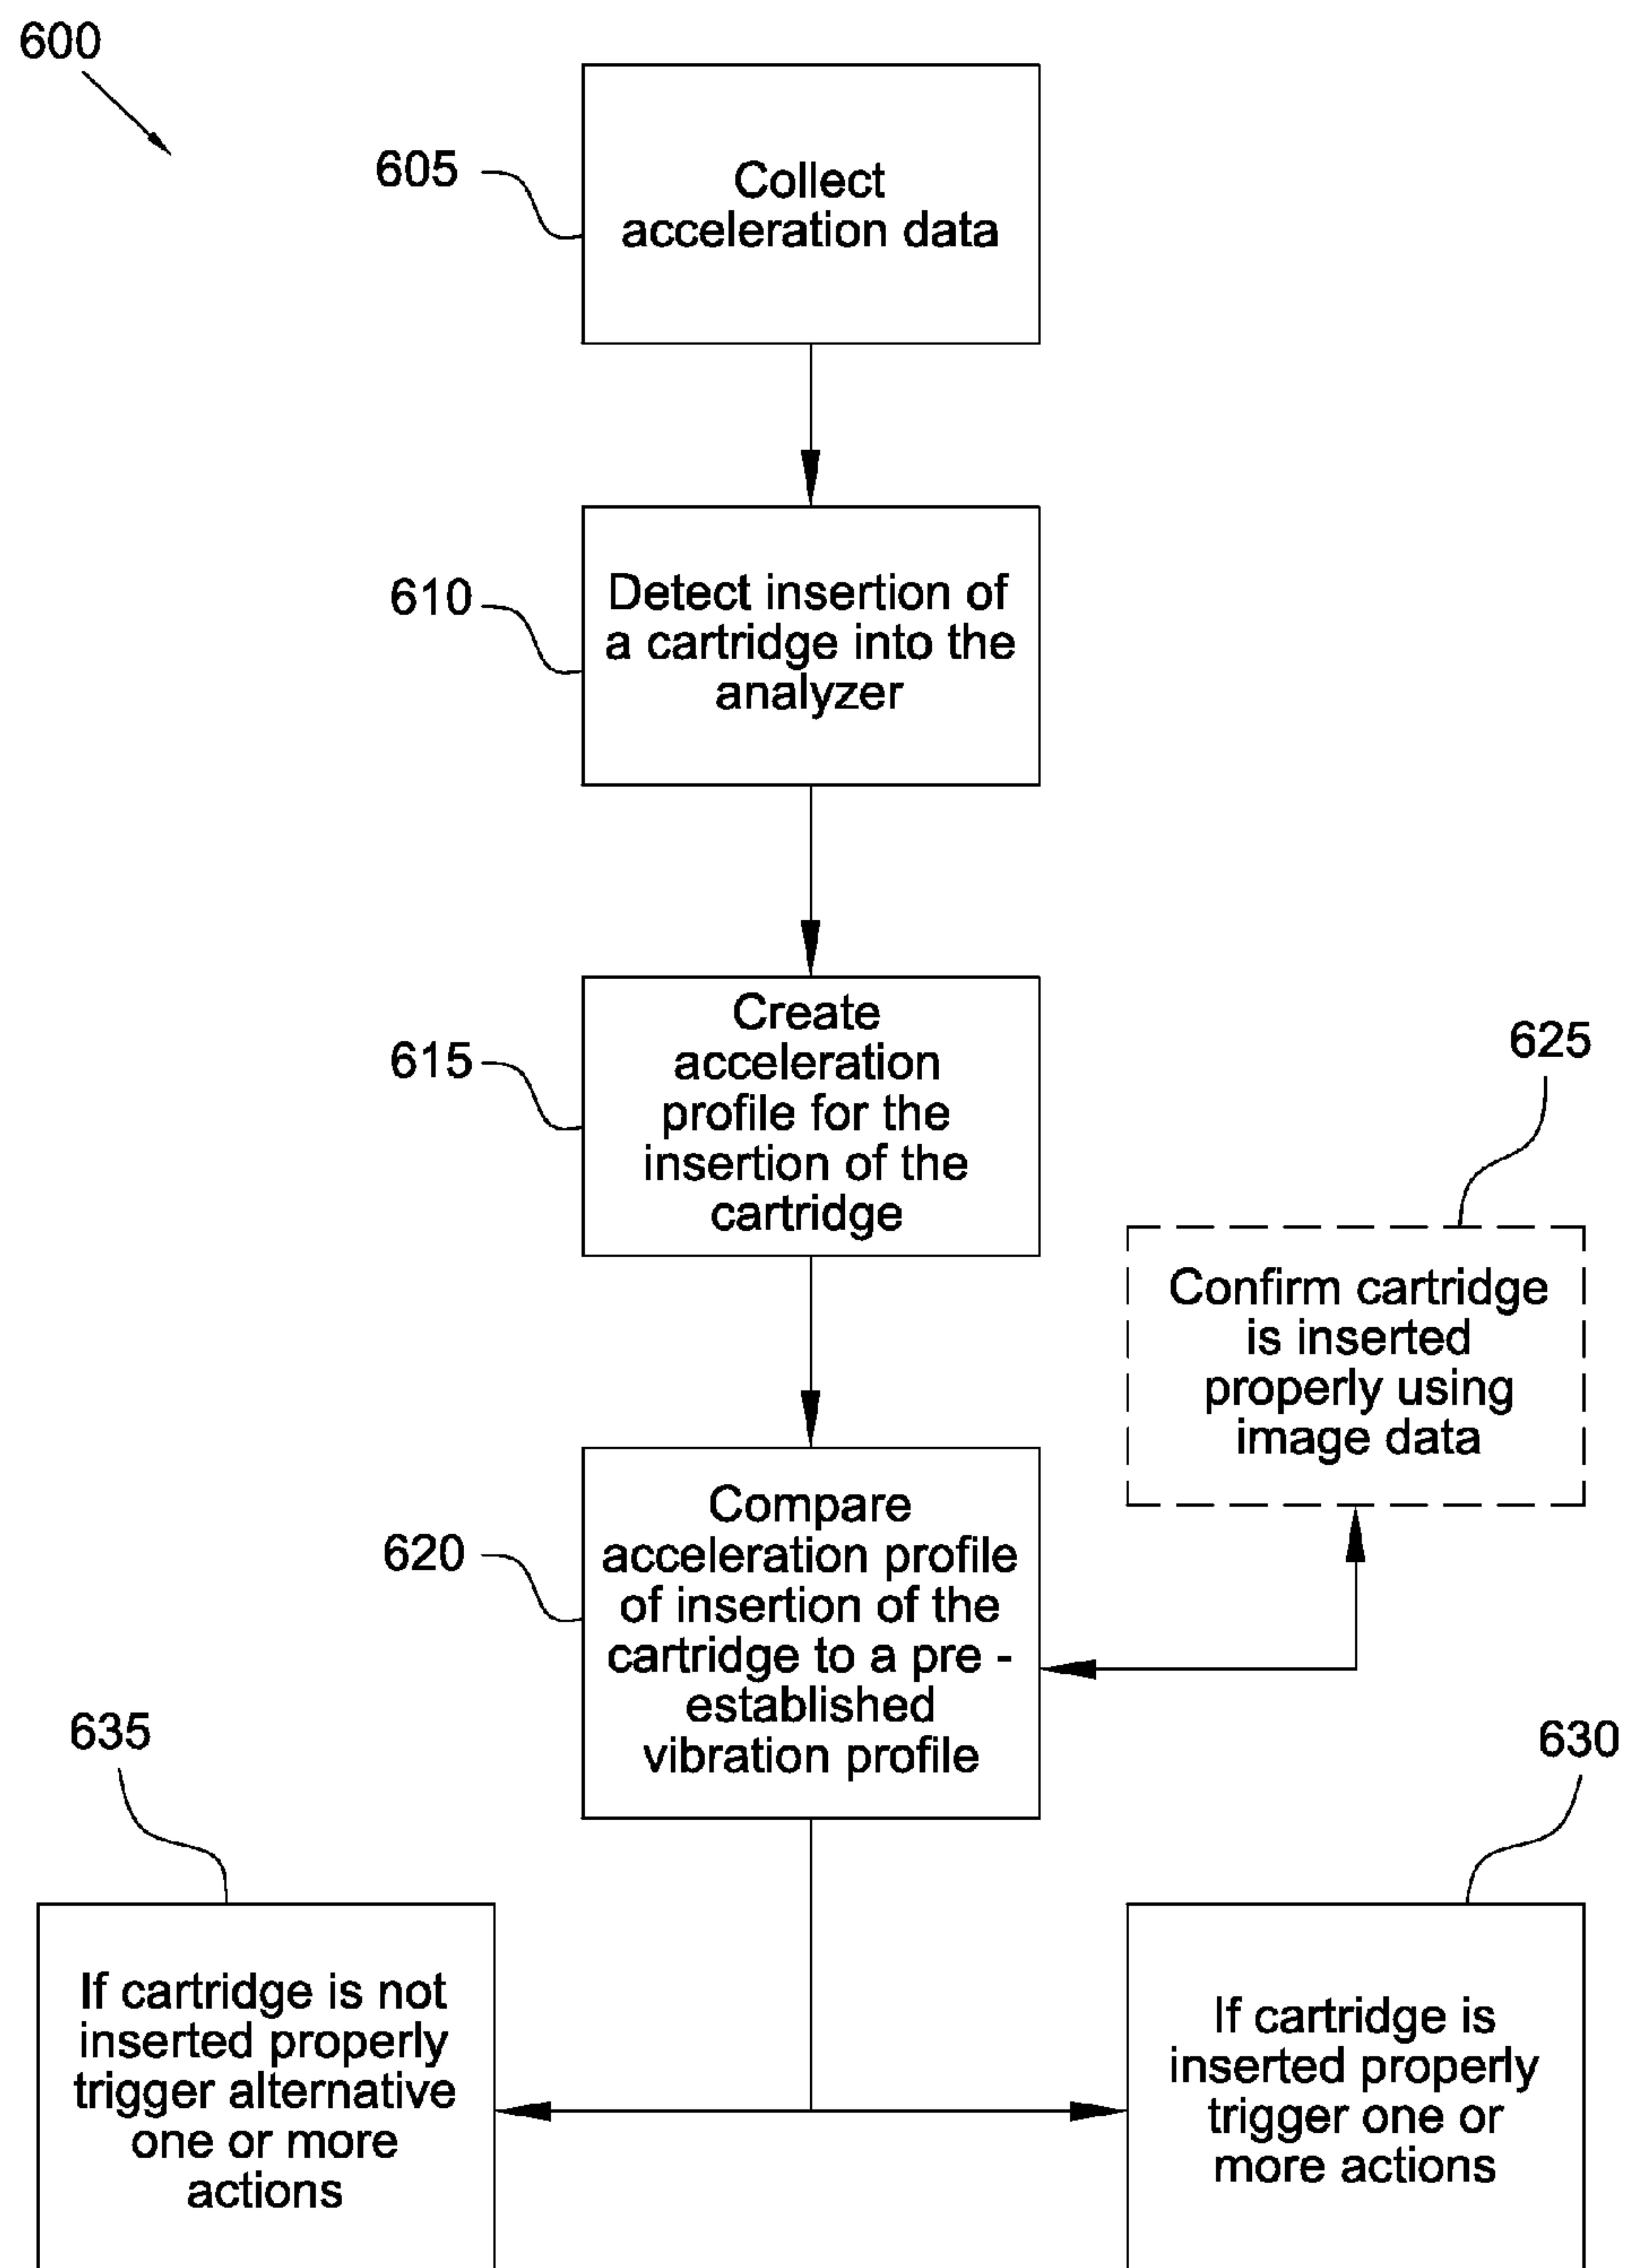 600
605
Collect
acceleration data
610
Detect insertion of
a cartridge into the
analyzer
615
Create
acceleration
profile for the
insertion of the
cartridge
625
Confirm cartridge
is inserted
properly using
image data
620
Compare
acceleration profile
of insertion of the
cartridge to a pre -
established
vibration profile
635
If cartridge is not
inserted properly
trigger alternative
one or more
actions
630
If cartridge is
inserted properly
trigger one or
more actions